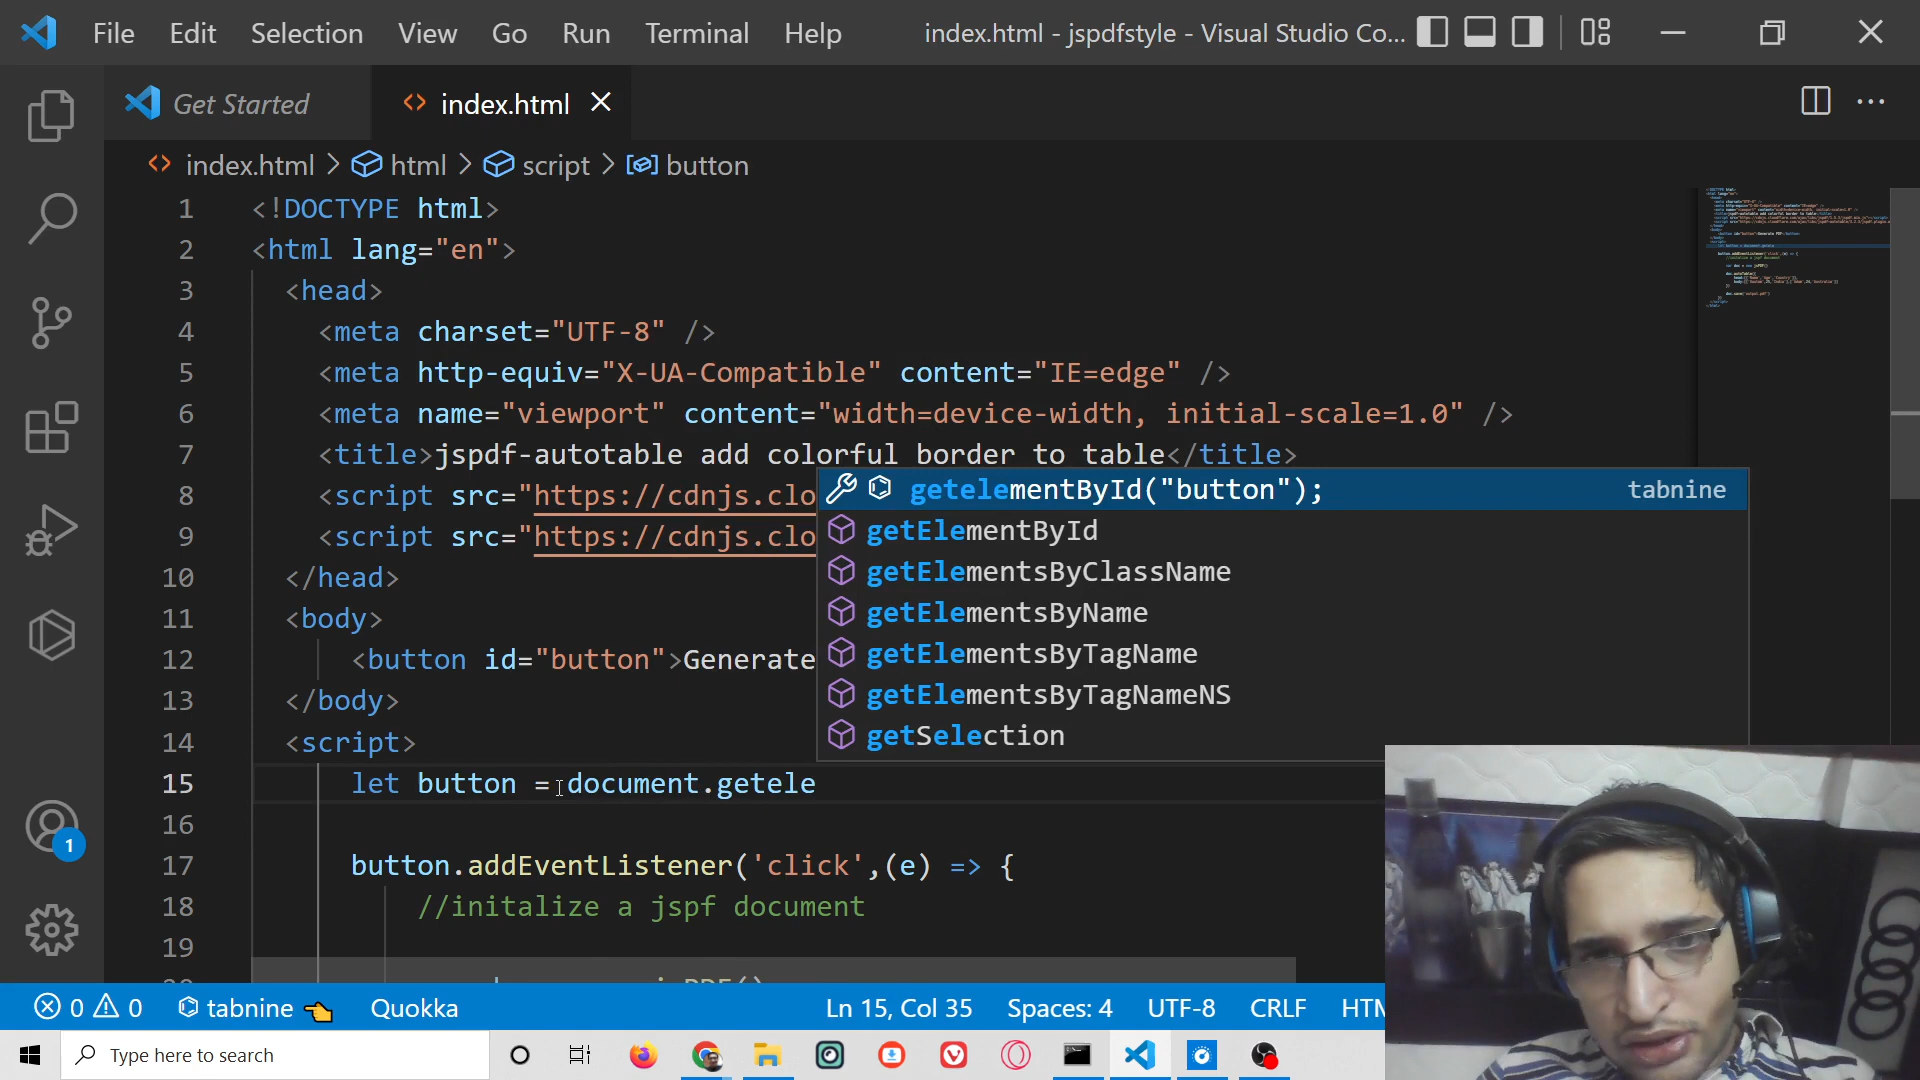 File Edit Selection View Go Run Terminal Help index.html - jspdfstyle - Visual Studio Co...
Get Started index.html
index.html > html > script > button
1 <!DOCTYPE html>
2 <html lang="en">
3 <head>
4 <meta charset="UTF-8" />
5 <meta http-equiv="X-UA-Compatible" content="IE=edge" />
6 <meta name="viewport" content="width=device-width, initial-scale=1.0" />
7 <title>jspdf-autotable add colorful border to table</title>
8 <script src="https://cdnjs.clo
9 <script src="https://cdnjs.clo
10 </head>
11 <body>
12 <button id="button">Generate
13 </body>
14 <script>
15 let button = document.getele
16
17 button.addEventListener('click',(e) => {
18 //initalize a jspf document
19
getelementById("button"); tabnine
getElementById
getElementsByClassName
getElementsByName
getElementsByTagName
getElementsByTagNameNS
getSelection
1
0 0 tabnine Quokka Ln 15, Col 35 Spaces: 4 UTF-8 CRLF HTM
Type here to search